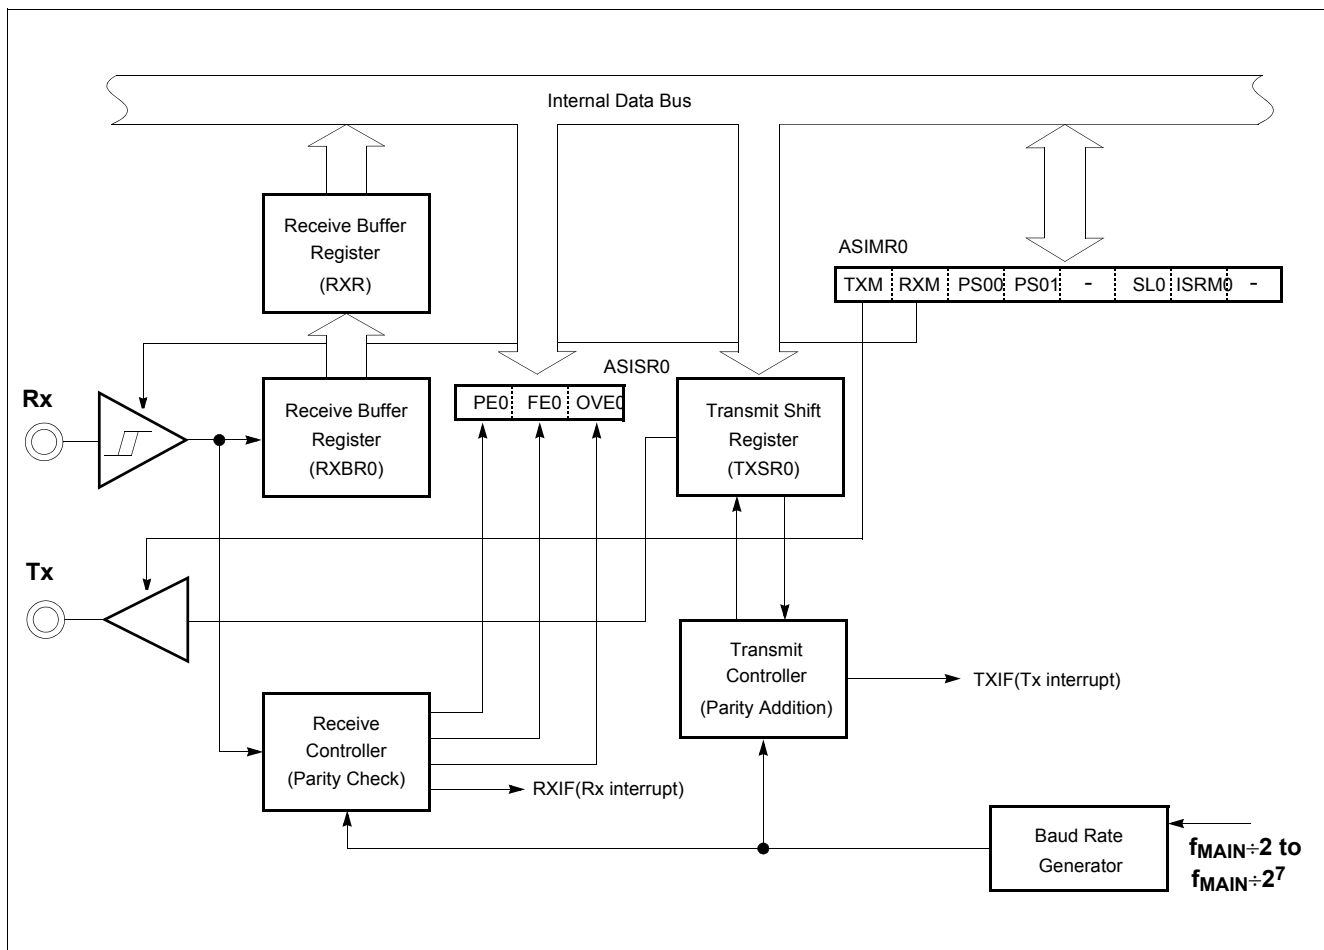 Internal Data Bus
Receive Buffer
Register
(RXR)
ASIMR0
TXM RXM PS00 PS01 - SL0 ISRM0 -
ASISR0
PE0 FE0 OVE0
Rx
Receive Buffer
Register
(RXBR0)
Transmit Shift
Register
(TXSR0)
Tx
Transmit
Controller
(Parity Addition)
TXIF(Tx interrupt)
Receive
Controller
(Parity Check)
RXIF(Rx interrupt)
Baud Rate
Generator
fMAIN÷2 to
fMAIN÷2⁷